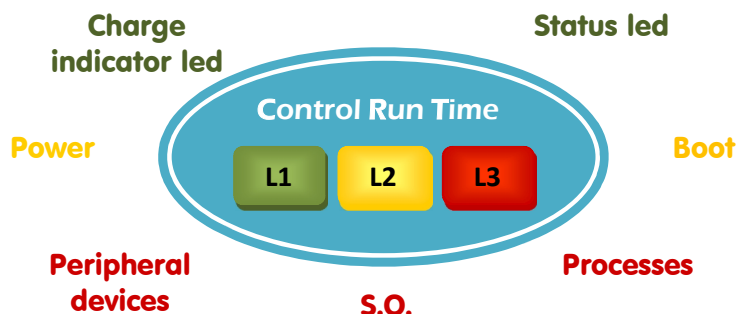 Charge
indicator led
Status led
Control Run Time
Power
Boot
L1
L2
L3
Peripheral
devices
Processes
S.O.